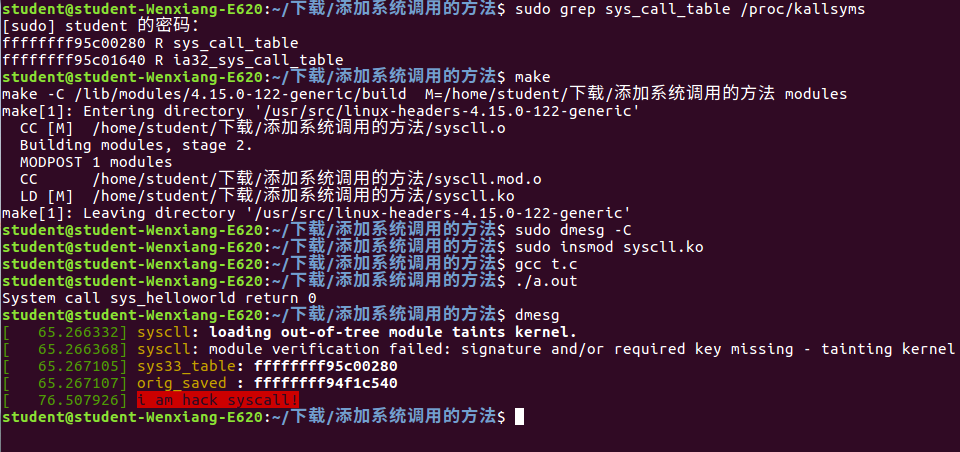 student@student-Wenxiang-E620:~/下载/添加系统调用的方法$ sudo grep sys_call_table /proc/kallsyms
[sudo] student 的密码：
ffffffff95c00280 R sys_call_table
ffffffff95c01640 R ia32_sys_call_table
student@student-Wenxiang-E620:~/下载/添加系统调用的方法$ make
make -C /lib/modules/4.15.0-122-generic/build  M=/home/student/下载/添加系统调用的方法 modules
make[1]: Entering directory '/usr/src/linux-headers-4.15.0-122-generic'
  CC [M]  /home/student/下载/添加系统调用的方法/syscll.o
  Building modules, stage 2.
  MODPOST 1 modules
  CC      /home/student/下载/添加系统调用的方法/syscll.mod.o
  LD [M]  /home/student/下载/添加系统调用的方法/syscll.ko
make[1]: Leaving directory '/usr/src/linux-headers-4.15.0-122-generic'
student@student-Wenxiang-E620:~/下载/添加系统调用的方法$ sudo dmesg -C
student@student-Wenxiang-E620:~/下载/添加系统调用的方法$ sudo insmod syscll.ko
student@student-Wenxiang-E620:~/下载/添加系统调用的方法$ gcc t.c
student@student-Wenxiang-E620:~/下载/添加系统调用的方法$ ./a.out
System call sys_helloworld return 0
student@student-Wenxiang-E620:~/下载/添加系统调用的方法$ dmesg
[   65.266332] syscll: loading out-of-tree module taints kernel.
[   65.266368] syscll: module verification failed: signature and/or required key missing - tainting kernel
[   65.267105] sys33_table: ffffffff95c00280
[   65.267107] orig_saved : ffffffff94f1c540
[   76.507926] i am hack syscall!
student@student-Wenxiang-E620:~/下载/添加系统调用的方法$